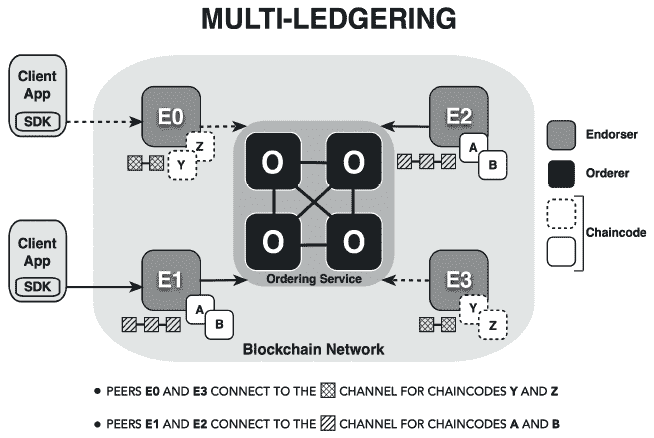 MULTI-LEDGERING
Client
App
SDK
E0
Z
Y
E2
A
B
O O
O O
Ordering Service
Client
App
SDK
E1
A
B
E3
Y
Z
Blockchain Network
Endorser
Orderer
Chaincode
• PEERS E0 AND E3 CONNECT TO THE CHANNEL FOR CHAINCODES Y AND Z
• PEERS E1 AND E2 CONNECT TO THE CHANNEL FOR CHAINCODES A AND B